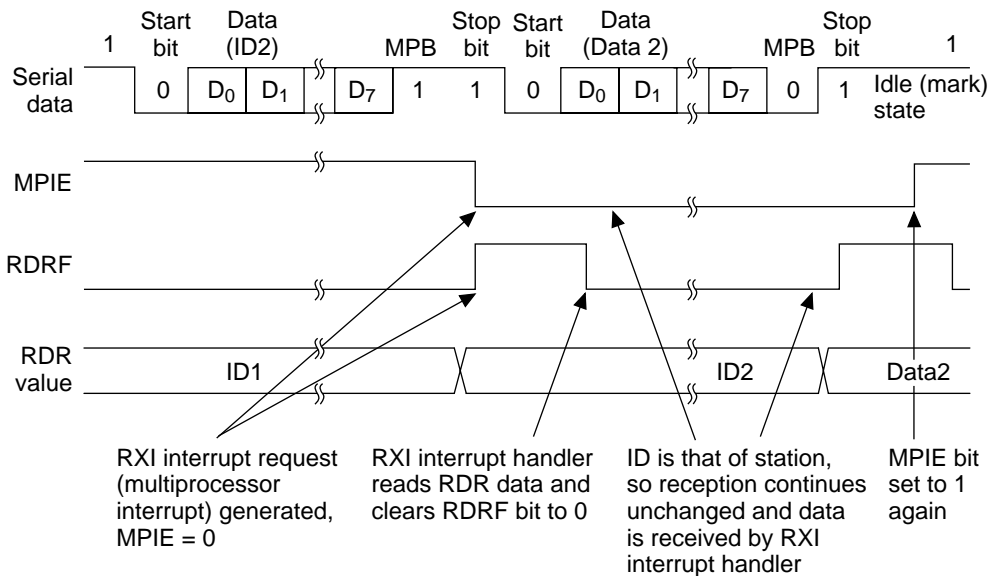 1 Start bit Data (ID2) MPB Stop bit Start bit Data (Data 2) MPB Stop bit 1
Serial data 0 D0 D1 D7 1 1 0 D0 D1 D7 0 1 Idle (mark) state
MPIE
RDRF
RDR value ID1 ID2 Data2
RXI interrupt request
(multiprocessor
interrupt) generated,
MPIE = 0
RXI interrupt handler
reads RDR data and
clears RDRF bit to 0
ID is that of station,
so reception continues
unchanged and data
is received by RXI
interrupt handler
MPIE bit
set to 1
again